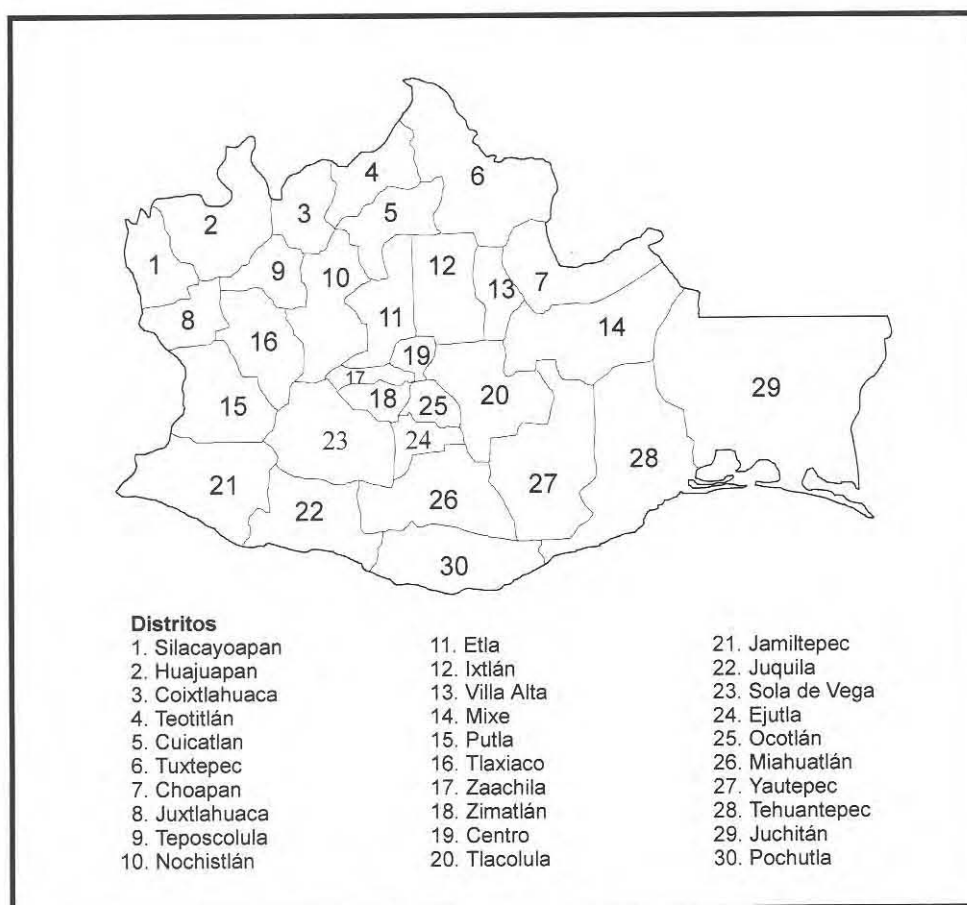 4
6
2
3
5
1
9
10
12
7
13
8
11
14
16
19
17
20
29
15
18
25
23
24
28
21
27
22
26
30
Distritos
1. Silacayoapan
2. Huajuapan
3. Coixtlahuaca
4. Teotitlán
5. Cuicatlan
6. Tuxtepec
7. Choapan
8. Juxtlahuaca
9. Teposcolula
10. Nochistlán
11. Etla
12. Ixtlán
13. Villa Alta
14. Mixe
15. Putla
16. Tlaxiaco
17. Zaachila
18. Zimatlán
19. Centro
20. Tlacolula
21. Jamiltepec
22. Juquila
23. Sola de Vega
24. Ejutla
25. Ocotlán
26. Miahuatlán
27. Yautepec
28. Tehuantepec
29. Juchitán
30. Pochutla